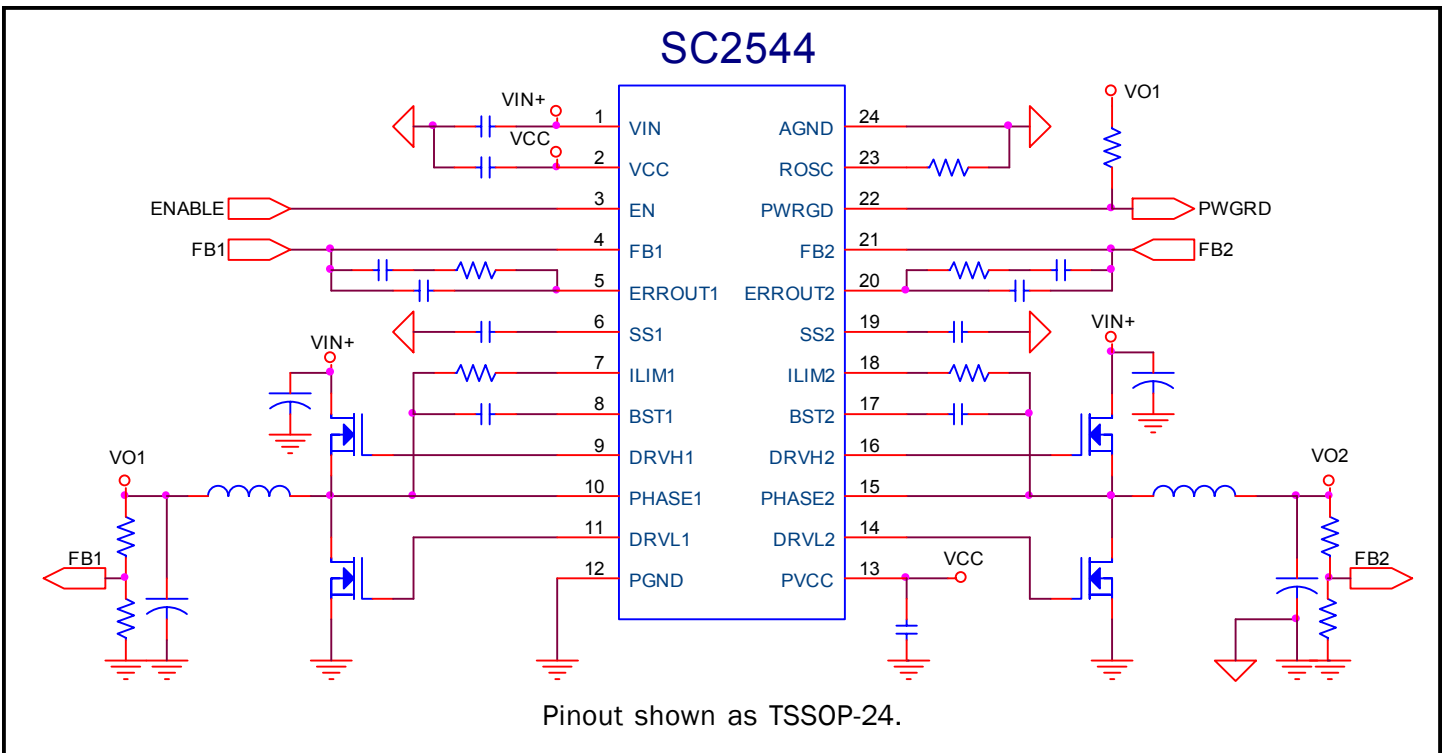 SC2544
VIN+
1
VIN
VCC
2
VCC
ENABLE
3
EN
FB1
4
FB1
5
ERROUT1
6
SS1
VIN+
7
ILIM1
8
BST1
9
DRVH1
VO1
10
PHASE1
11
DRVL1
FB1
12
PGND
VO1
AGND
24
ROSC
23
PWRGD
22
PWGRD
FB2
21
FB2
ERROUT2
20
SS2
19
VIN+
ILIM2
18
BST2
17
DRVH2
16
VO2
PHASE2
15
DRVL2
14
PVCC
13
VCC
FB2
Pinout shown as TSSOP-24.